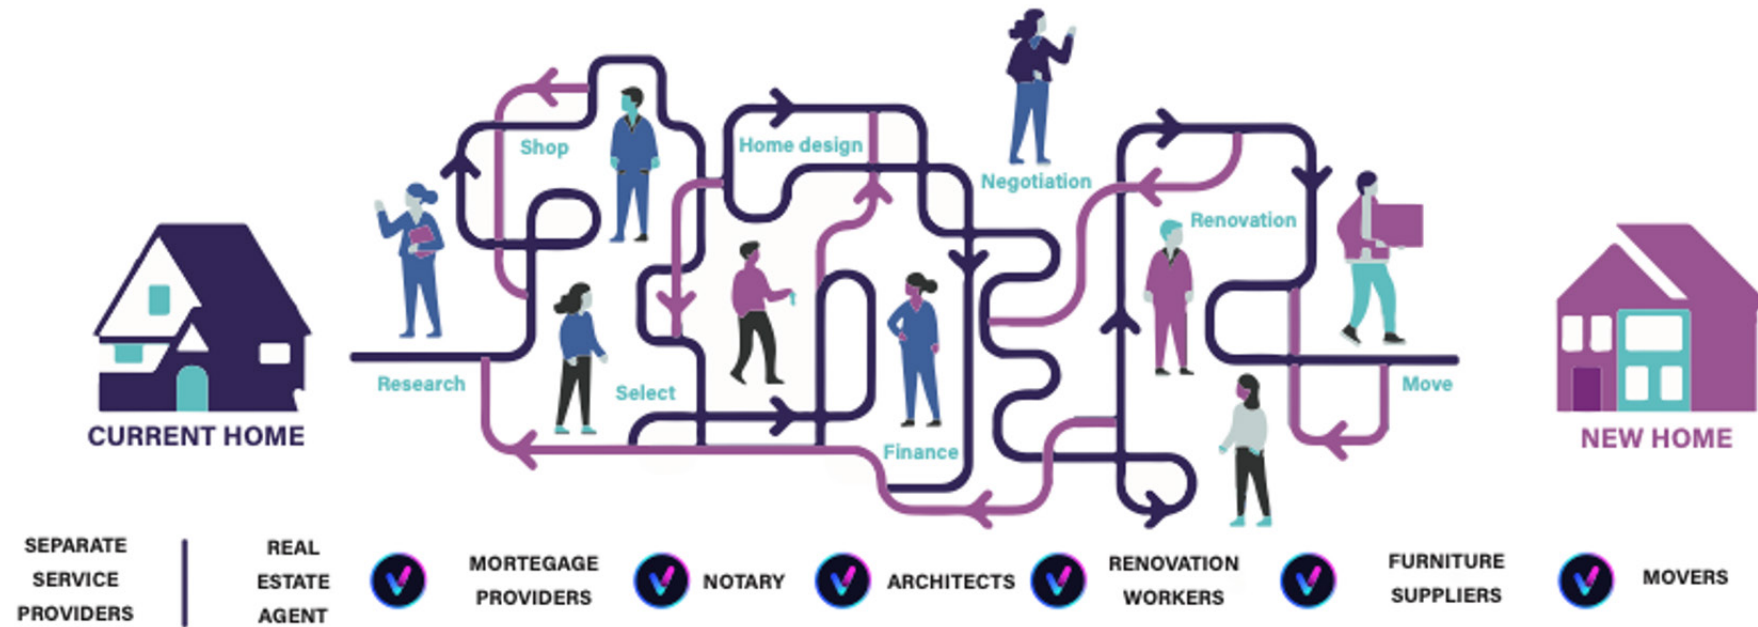 Shop
Home design
Negotiation
Renovation
Research
Select
Move
Finance
CURRENT HOME
NEW HOME
SEPARATE
SERVICE
PROVIDERS
REAL
ESTATE
AGENT
MORTEGAGE
PROVIDERS
NOTARY
ARCHITECTS
RENOVATION
WORKERS
FURNITURE
SUPPLIERS
MOVERS